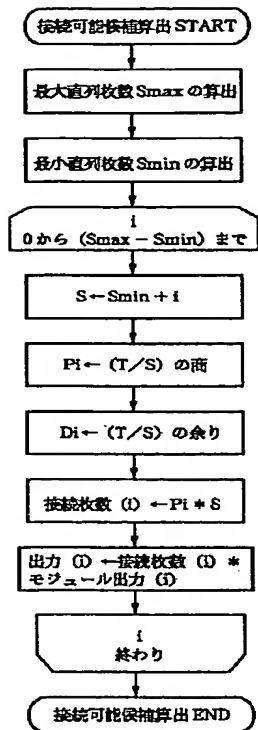 接続可能候補算出 START
最大直列枚数 Smax の算出
最小直列枚数 Smin の算出
i
0 から (Smax − Smin) まで
S←Smin + i
Pi← (T/S) の商
Di← (T/S) の余り
接続枚数 (i) ←Pi * S
出力 (i) ←接続枚数 (i) *
モジュール出力 (i)
i
終わり
接続可能候補算出 END